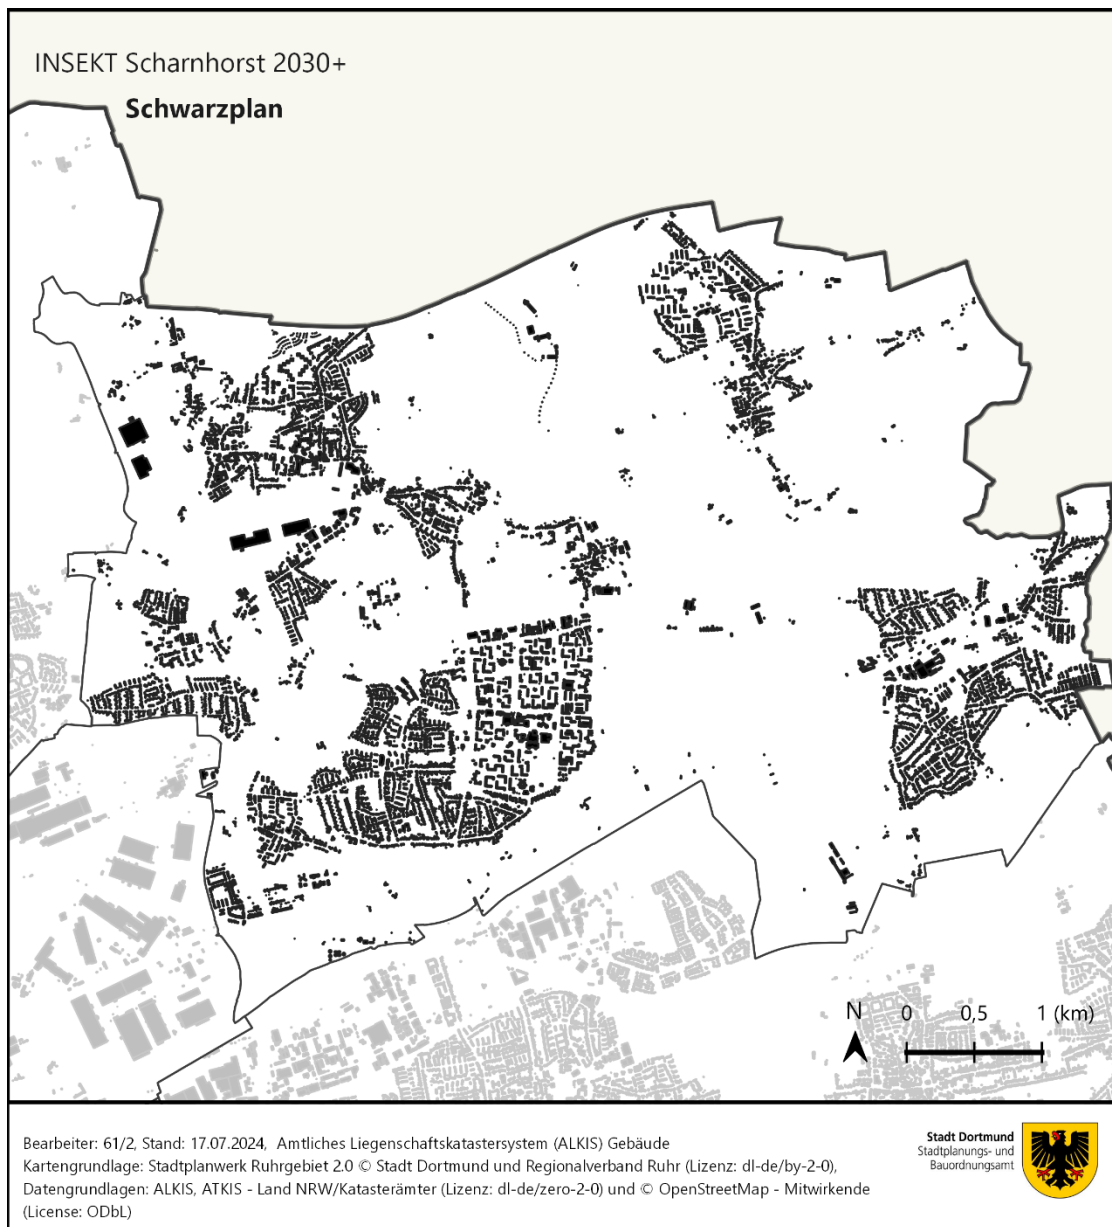 INSEKT Scharnhorst 2030+
Schwarzplan
N 0 0,5 1 (km)
Bearbeiter: 61/2, Stand: 17.07.2024, Amtliches Liegenschaftskatastersystem (ALKIS) Gebäude
Kartengrundlage: Stadtplanwerk Ruhrgebiet 2.0 © Stadt Dortmund und Regionalverband Ruhr (Lizenz: dl-de/by-2-0),
Datengrundlagen: ALKIS, ATKIS - Land NRW/Katasterämter (Lizenz: dl-de/zero-2-0) und © OpenStreetMap - Mitwirkende
(License: ODbL)
Stadt Dortmund
Stadtplanungs- und
Bauordnungsamt